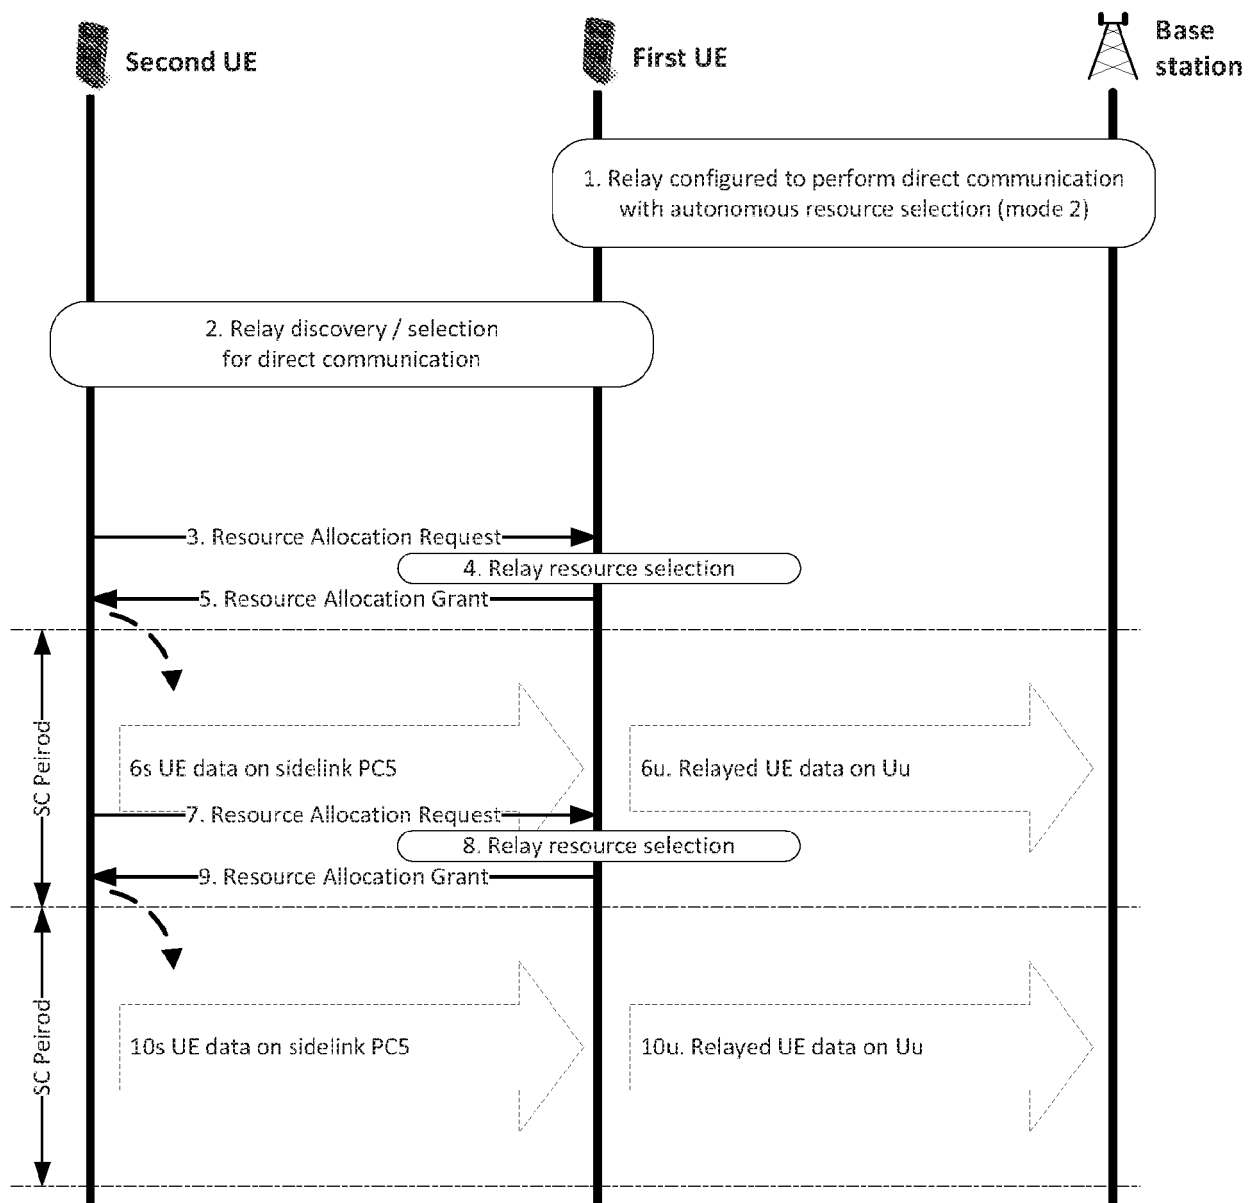 Second UE
First UE
Base
station
1. Relay configured to perform direct communication
with autonomous resource selection (mode 2)
2. Relay discovery / selection
for direct communication
3. Resource Allocation Request
4. Relay resource selection
5. Resource Allocation Grant
SC Peirod
6s UE data on sidelink PC5
6u. Relayed UE data on Uu
7. Resource Allocation Request
8. Relay resource selection
9. Resource Allocation Grant
SC Peirod
10s UE data on sidelink PC5
10u. Relayed UE data on Uu